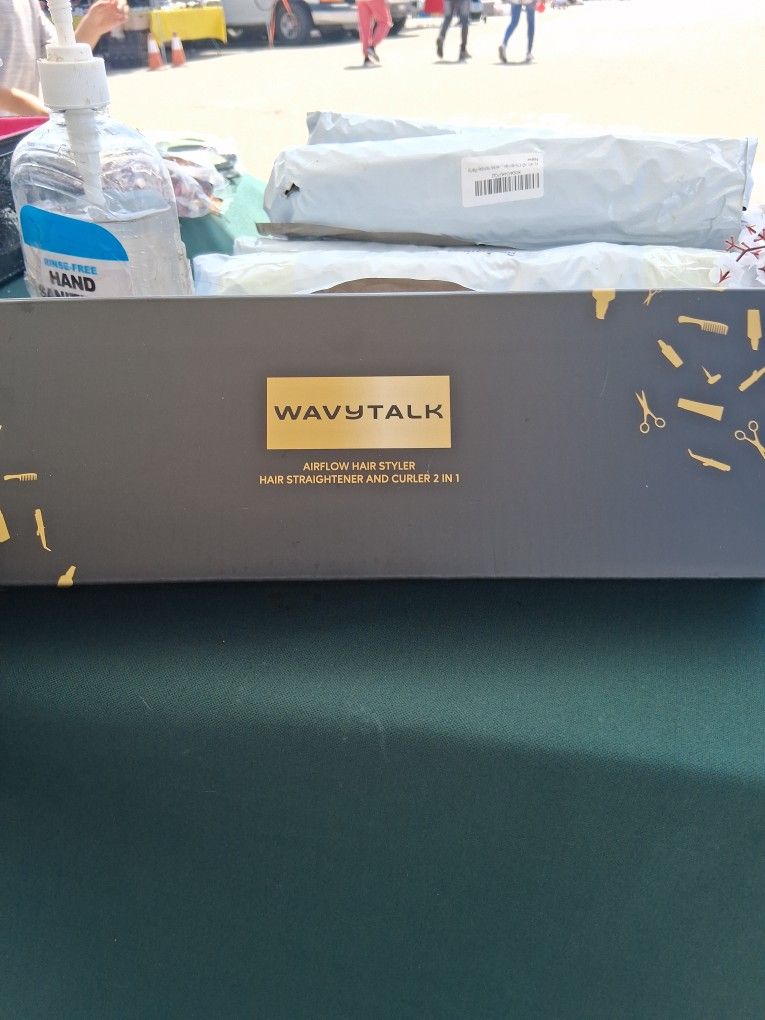 RINSE-FREE
HAND
WAVYTALK
AIRFLOW HAIR STYLER
HAIR STRAIGHTENER AND CURLER 2 IN 1